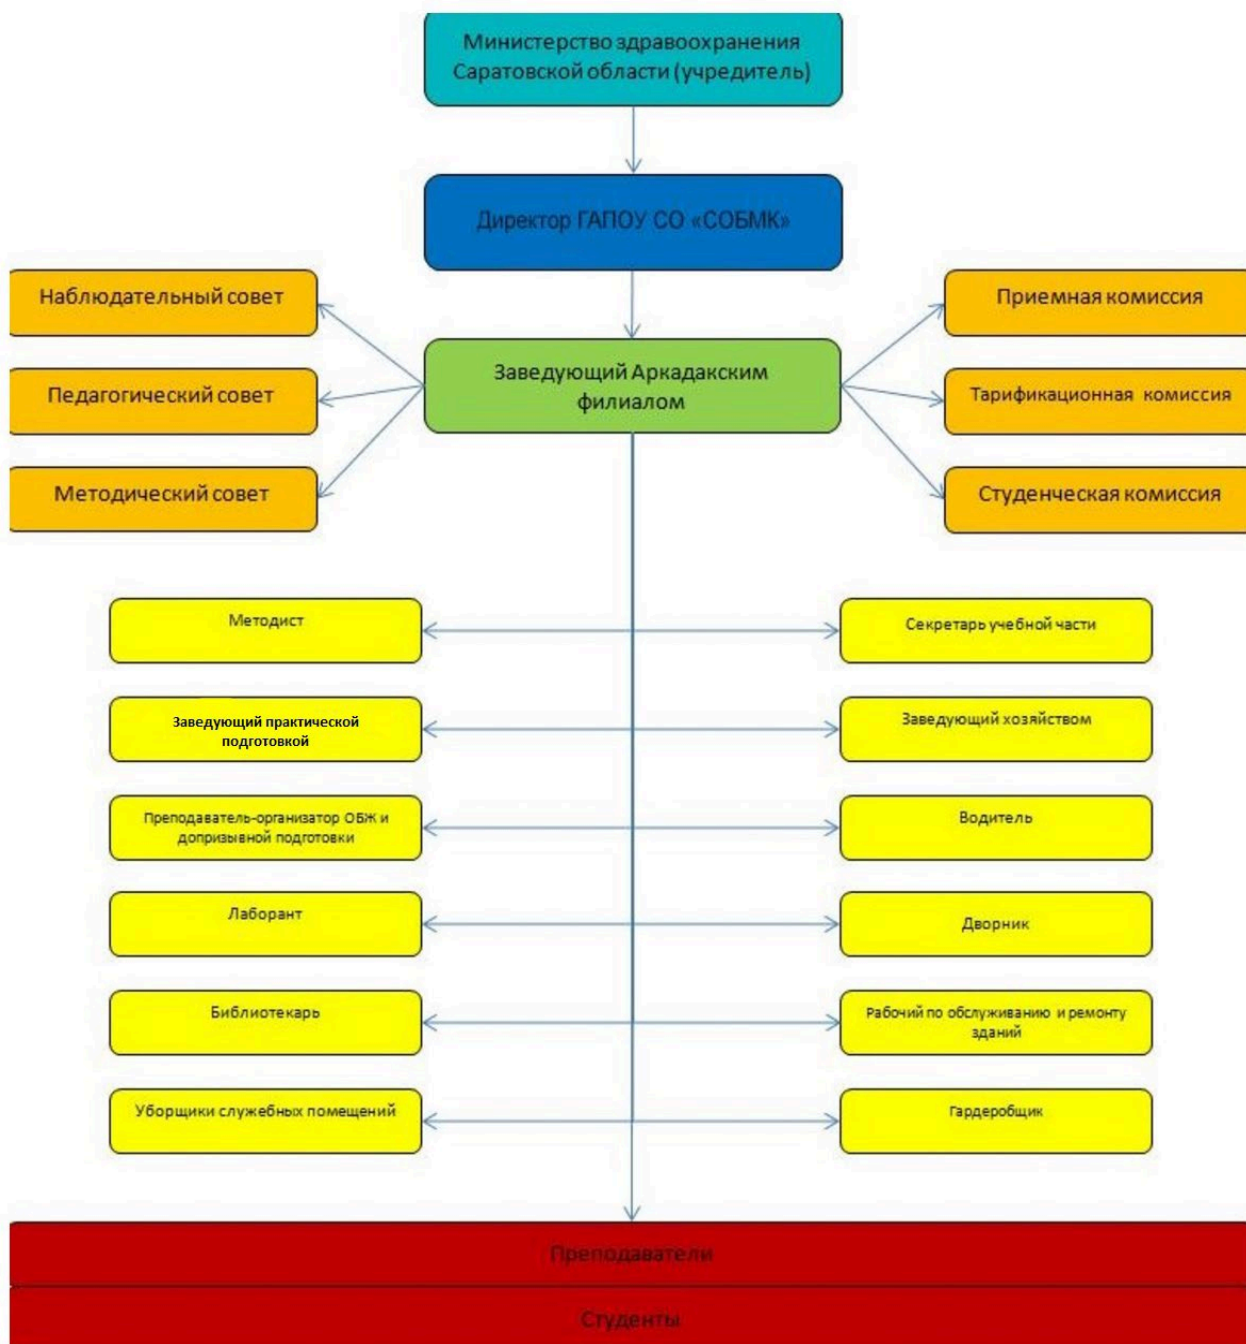 Министерство здравоохранения
Саратовской области (учредитель)
Директор ГАПОУ СО «СОБМК»
Наблюдательный совет
Приемная комиссия
Заведующий Аркадакским
филиалом
Педагогический совет
Тарификационная комиссия
Методический совет
Студенческая комиссия
Методист
Секретарь учебной части
Заведующий практической
подготовкой
Заведующий хозяйством
Преподаватель-организатор ОБЖ и
допризывной подготовки
Водитель
Лаборант
Дворник
Библиотекарь
Рабочий по обслуживанию и ремонту
зданий
Уборщики служебных помещений
Гардеробщик
Преподаватели
Студенты